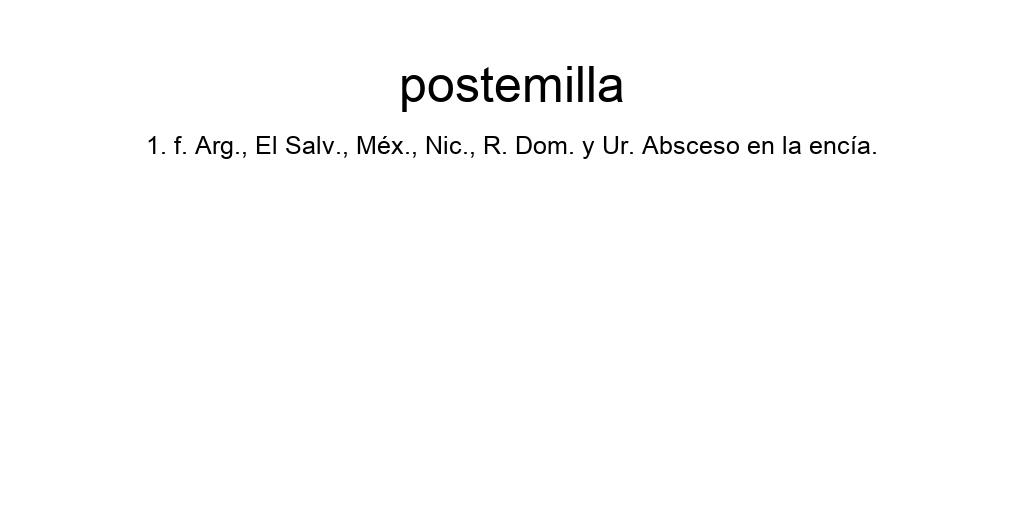 postemilla
1. f. Arg., El Salv., Méx., Nic., R. Dom. y Ur. Absceso en la encía.